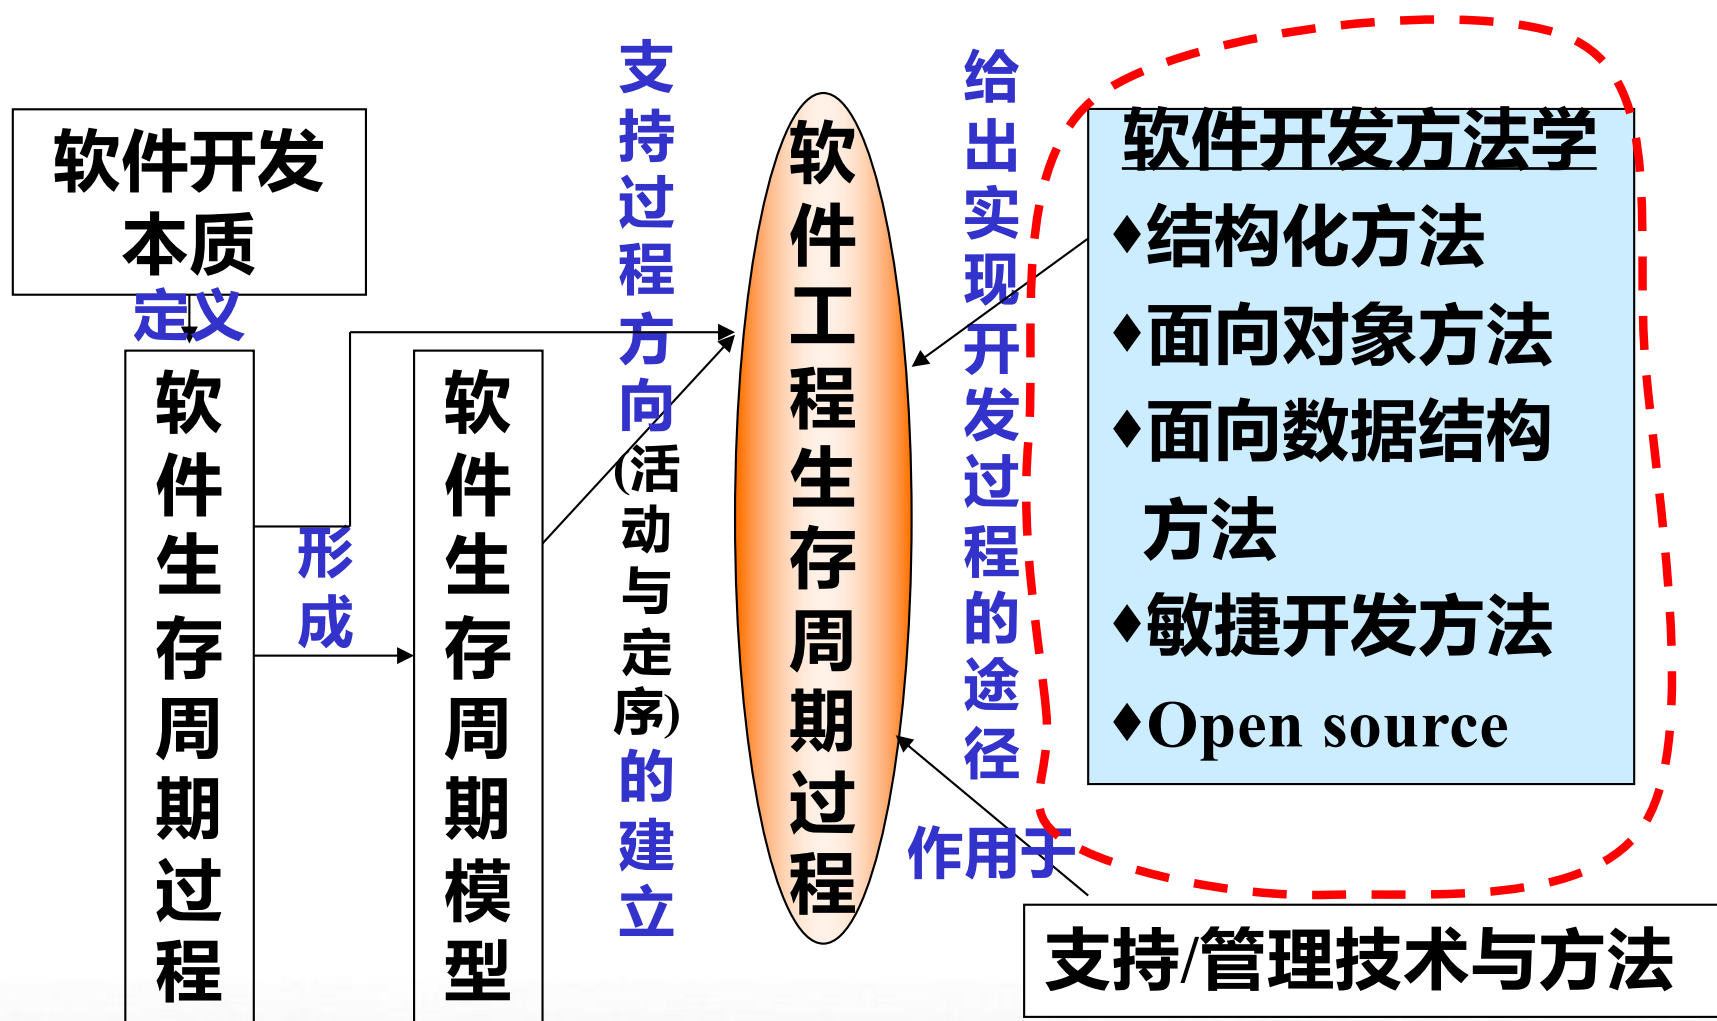 软件开发
本质
定义
软件生存周期过程
形成
软件生存周期模型
支持过程方向(活动与定序)的建立
软件工程生存周期过程
给出实现开发过程的途径
软件开发方法学
♦结构化方法
♦面向对象方法
♦面向数据结构
方法
♦敏捷开发方法
♦Open source
作用于
支持/管理技术与方法